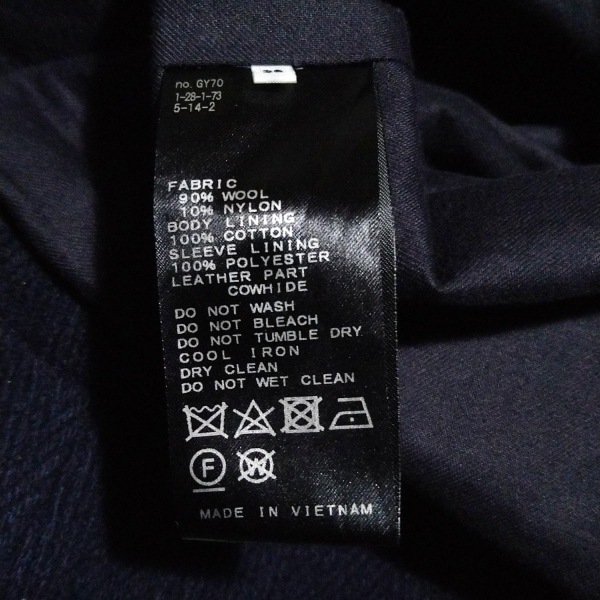 no. GY70
1-28-1-73
5-14-2
FABRIC
90% WOOL
10% NYLON
BODY LINING
100% COTTON
SLEEVE LINING
100% POLYESTER
LEATHER PART
COWHIDE
DO NOT WASH
DO NOT BLEACH
DO NOT TUMBLE DRY
COOL IRON
DRY CLEAN
DO NOT WET CLEAN
F W
MADE IN VIETNAM